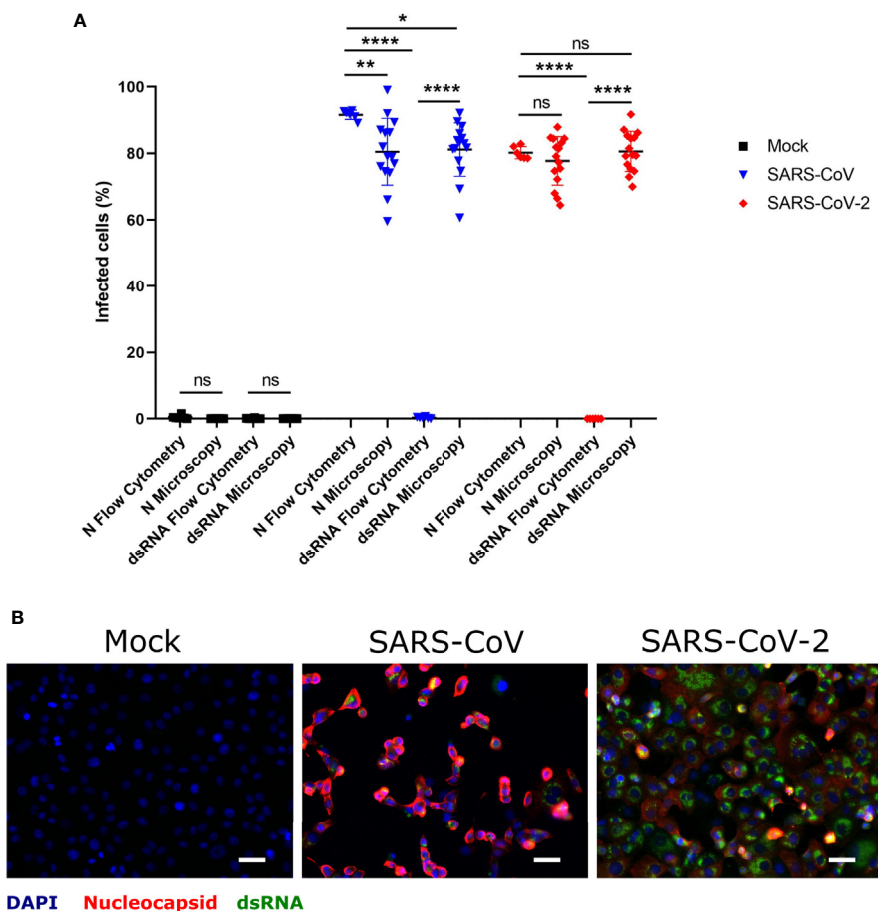 A
*
****
**
****
ns
****
ns
****
100
80
60
40
20
0
Infected cells (%)
ns
ns
Mock
SARS-CoV
SARS-CoV-2
N Flow Cytometry
N Microscopy
dsRNA Flow Cytometry
dsRNA Microscopy
N Flow Cytometry
N Microscopy
dsRNA Flow Cytometry
dsRNA Microscopy
N Flow Cytometry
N Microscopy
dsRNA Flow Cytometry
dsRNA Microscopy
B
Mock
SARS-CoV
SARS-CoV-2
DAPI Nucleocapsid dsRNA